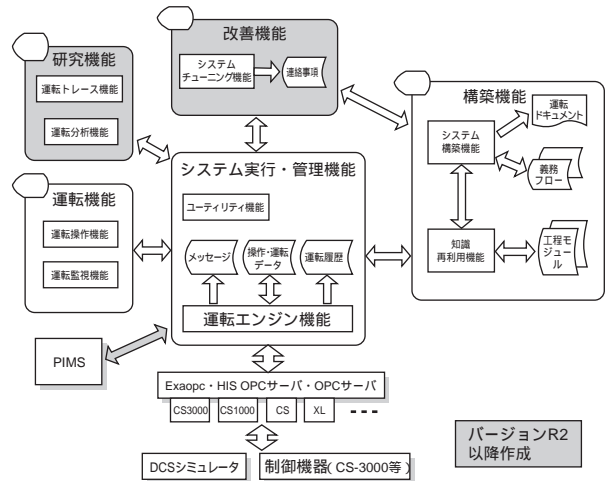 改善機能
システム
チューニング機能
連絡事項
研究機能
運転トレース機能
運転分析機能
構築機能
運転
ドキュメント
システム
構築機能
義務
フロー
知識
再利用機能
工程モ
ジュー
ル
システム実行・管理機能
ユーティリティ機能
メッセージ
操作・運転
データ
運転履歴
運転エンジン機能
運転機能
運転操作機能
運転監視機能
PIMS
Exaopc・HIS OPCサーバ・OPCサーバ
CS3000
CS1000
CS
XL
---
DCSシミュレータ
制御機器(CS-3000等)
バージョンR2
以降作成